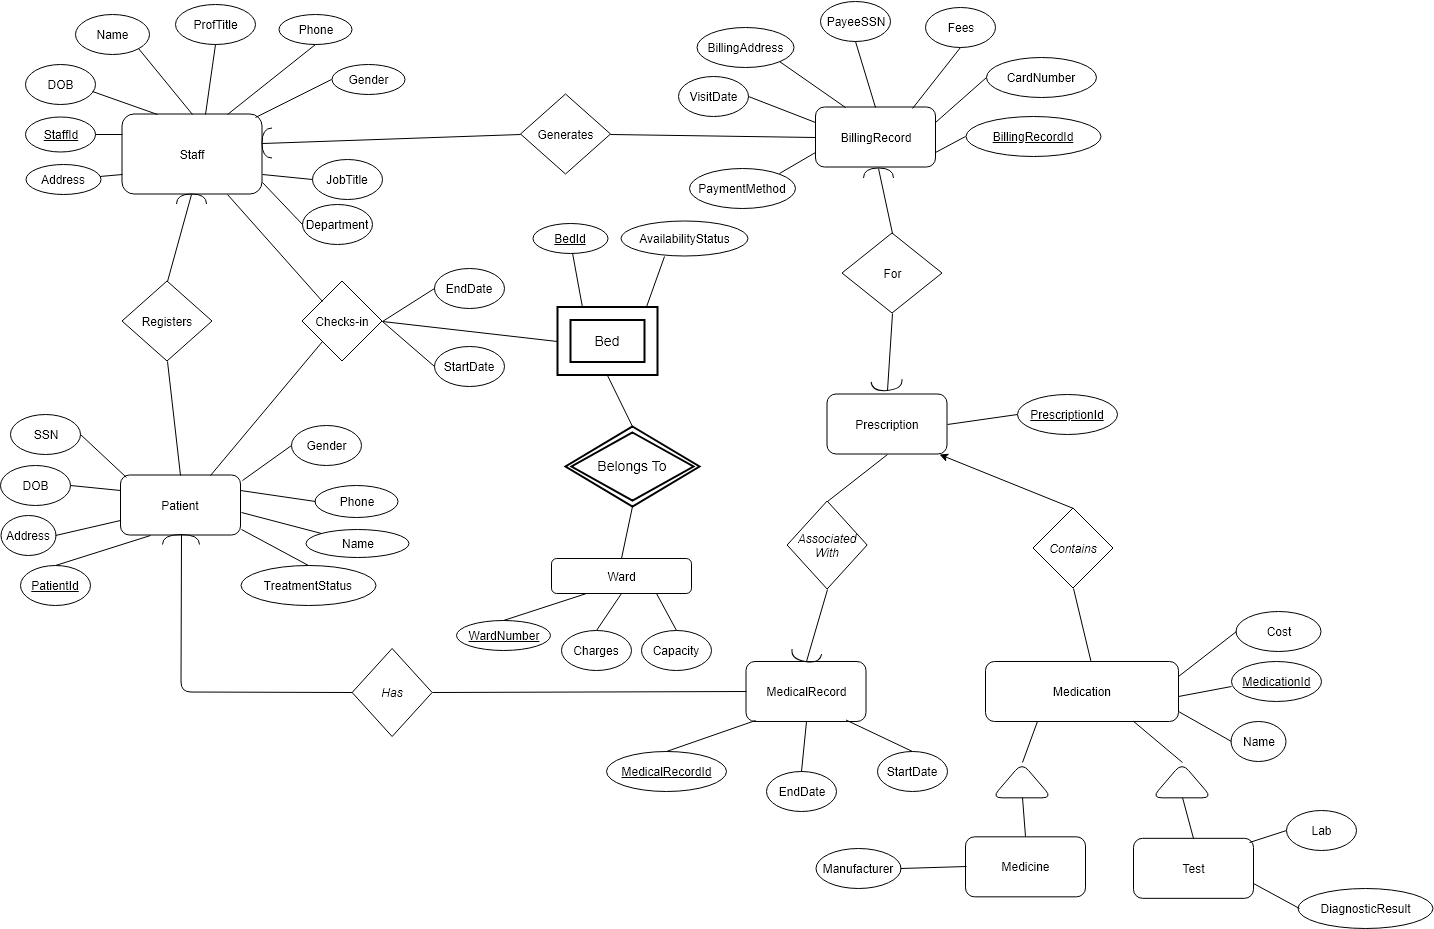 PayeeSSN
ProfTitle
Fees
Phone
Name
BillingAddress
CardNumber
Gender
DOB
VisitDate
StaffId
Generates
BillingRecord
BillingRecordId
Staff
Address
JobTitle
PaymentMethod
Department
BedId
AvailabilityStatus
For
EndDate
Registers
Checks-in
Bed
StartDate
PrescriptionId
Prescription
SSN
Gender
Belongs To
DOB
Phone
Patient
Address
Name
Associated
With
Contains
Ward
PatientId
TreatmentStatus
WardNumber
Charges
Capacity
Cost
MedicationId
Has
MedicalRecord
Medication
Name
MedicalRecordId
StartDate
EndDate
Lab
Manufacturer
Medicine
Test
DiagnosticResult